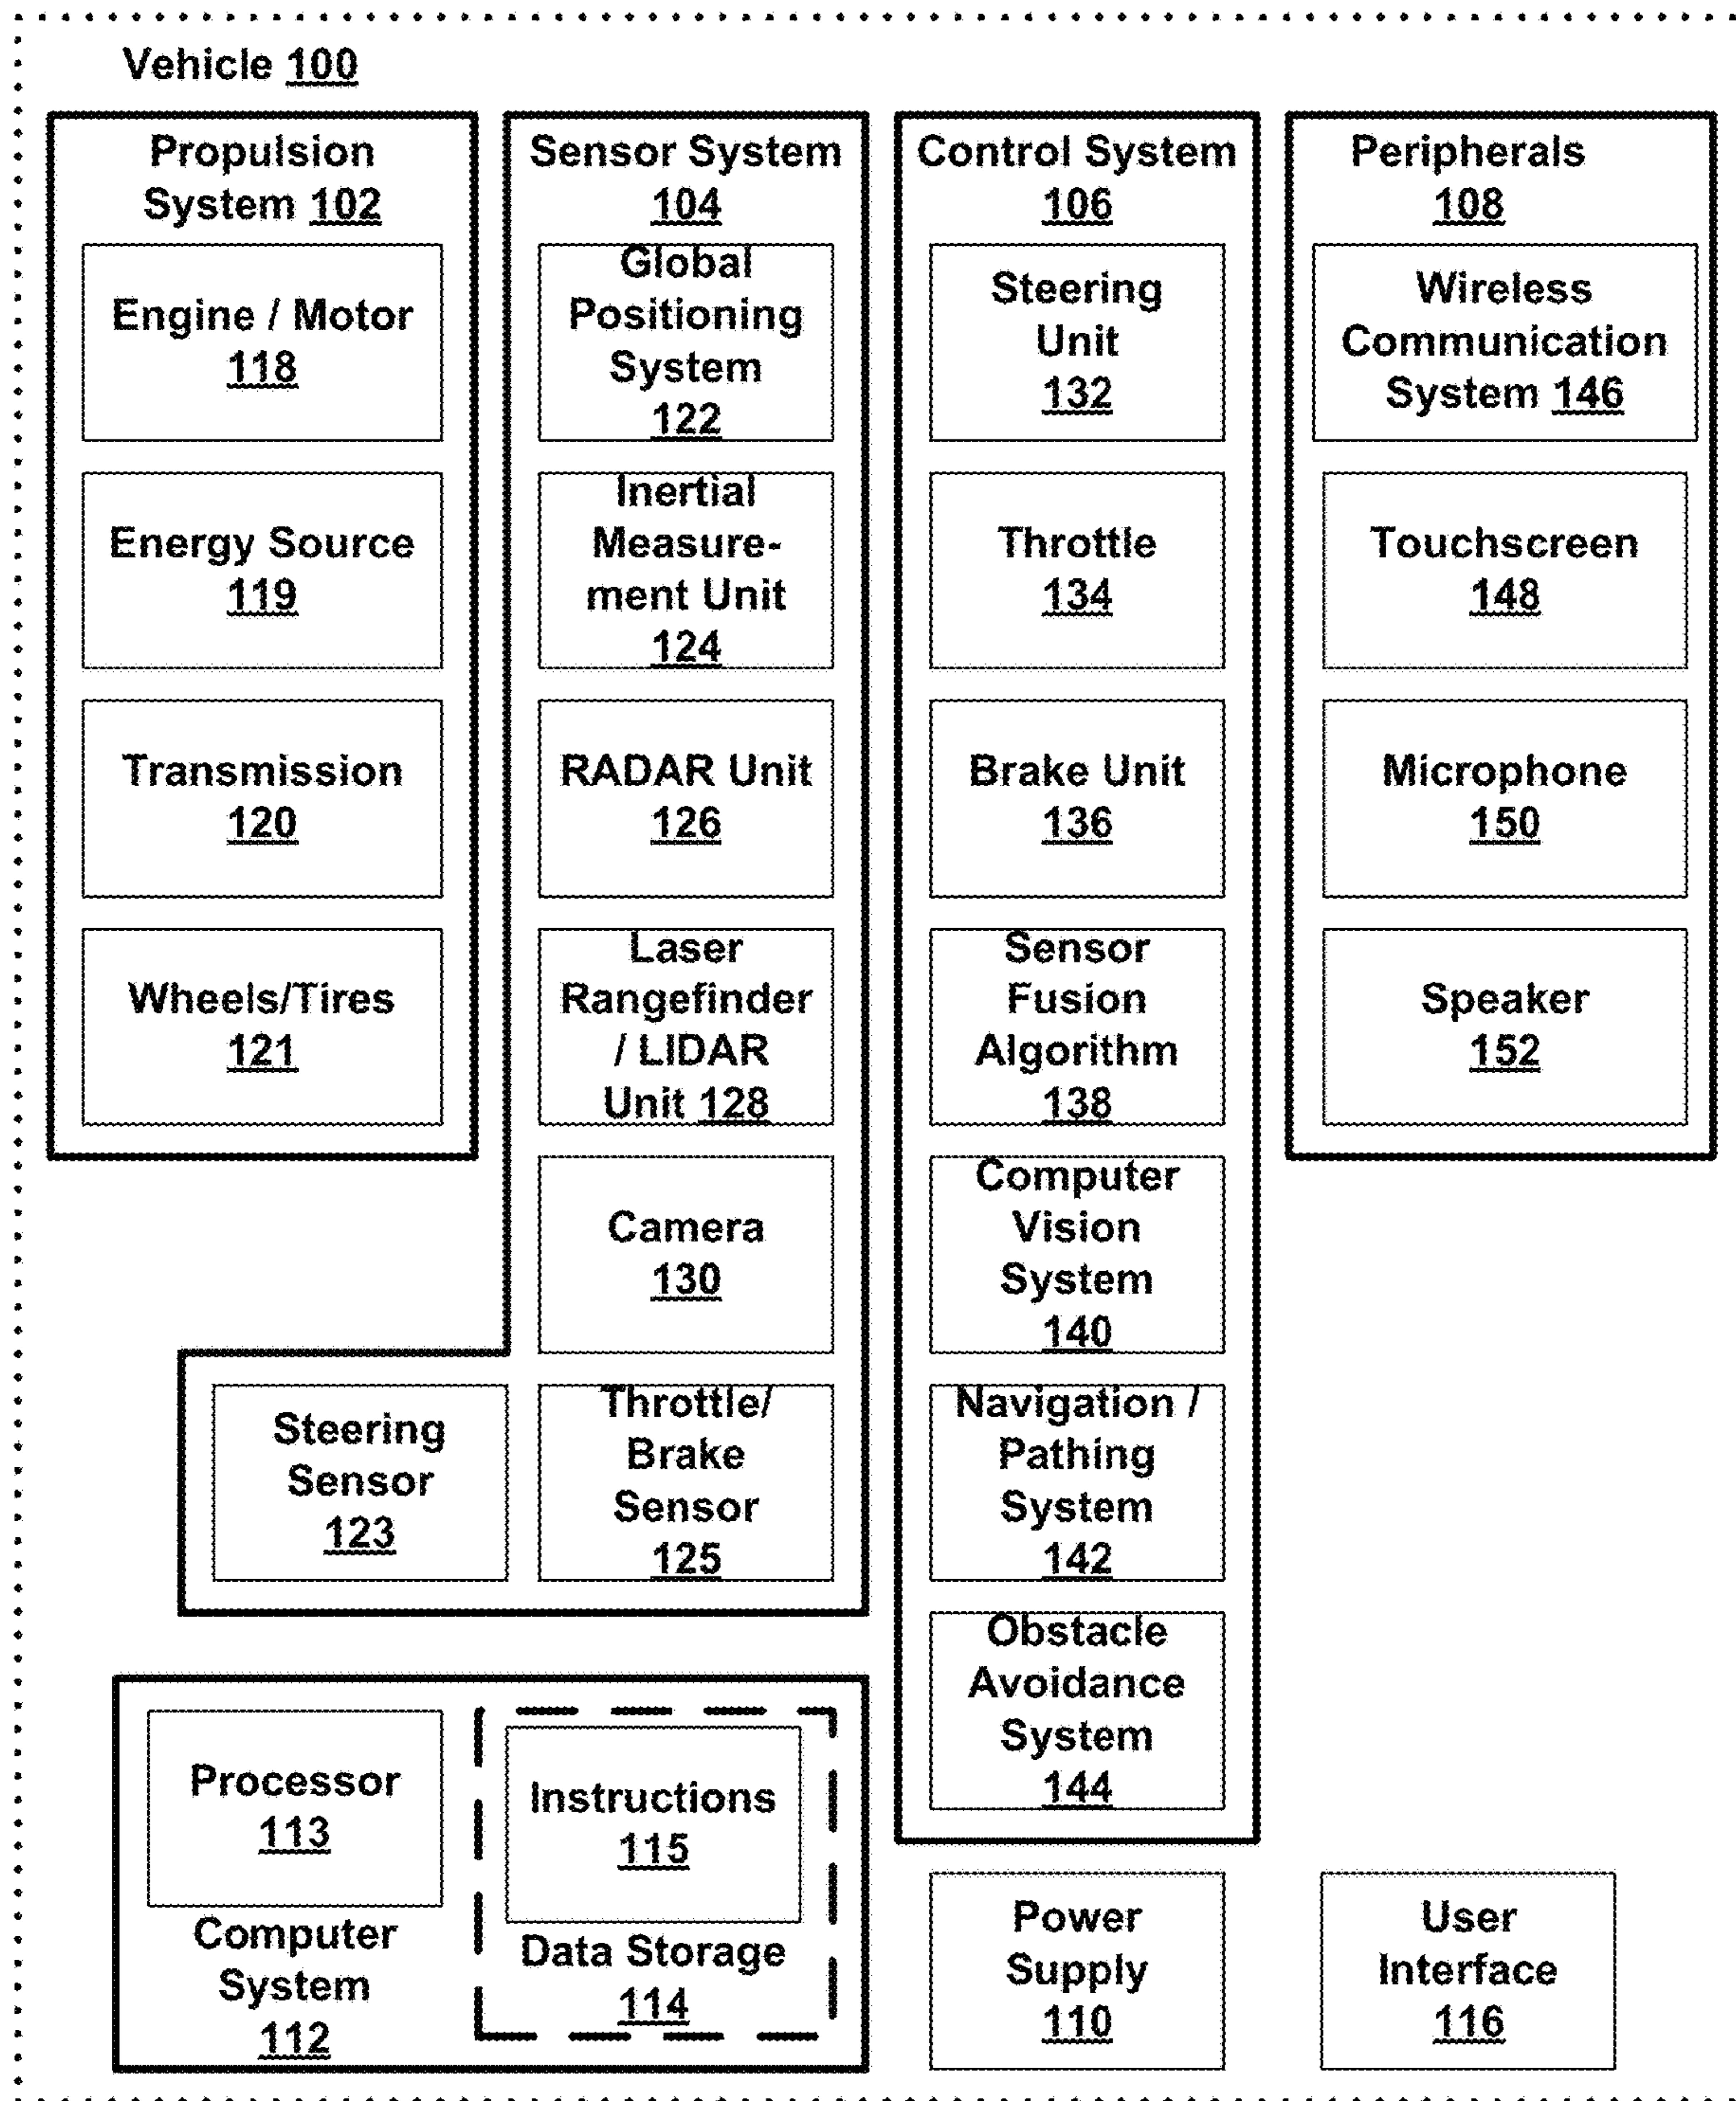 Vehicle 100
Propulsion
System 102
Engine / Motor
118
Energy Source
119
Transmission
120
Wheels/Tires
121
Sensor System
104
Global
Positioning
System
122
Inertial
Measure-
ment Unit
124
RADAR Unit
126
Laser
Rangefinder
/ LIDAR
Unit 128
Camera
130
Steering
Sensor
123
Throttle/
Brake
Sensor
125
Control System
106
Steering
Unit
132
Throttle
134
Brake Unit
136
Sensor
Fusion
Algorithm
138
Computer
Vision
System
140
Navigation /
Pathing
System
142
Obstacle
Avoidance
System
144
Peripherals
108
Wireless
Communication
System 146
Touchscreen
148
Microphone
150
Speaker
152
Processor
113
Computer
System
112
Instructions
115
Data Storage
114
Power
Supply
110
User
Interface
116